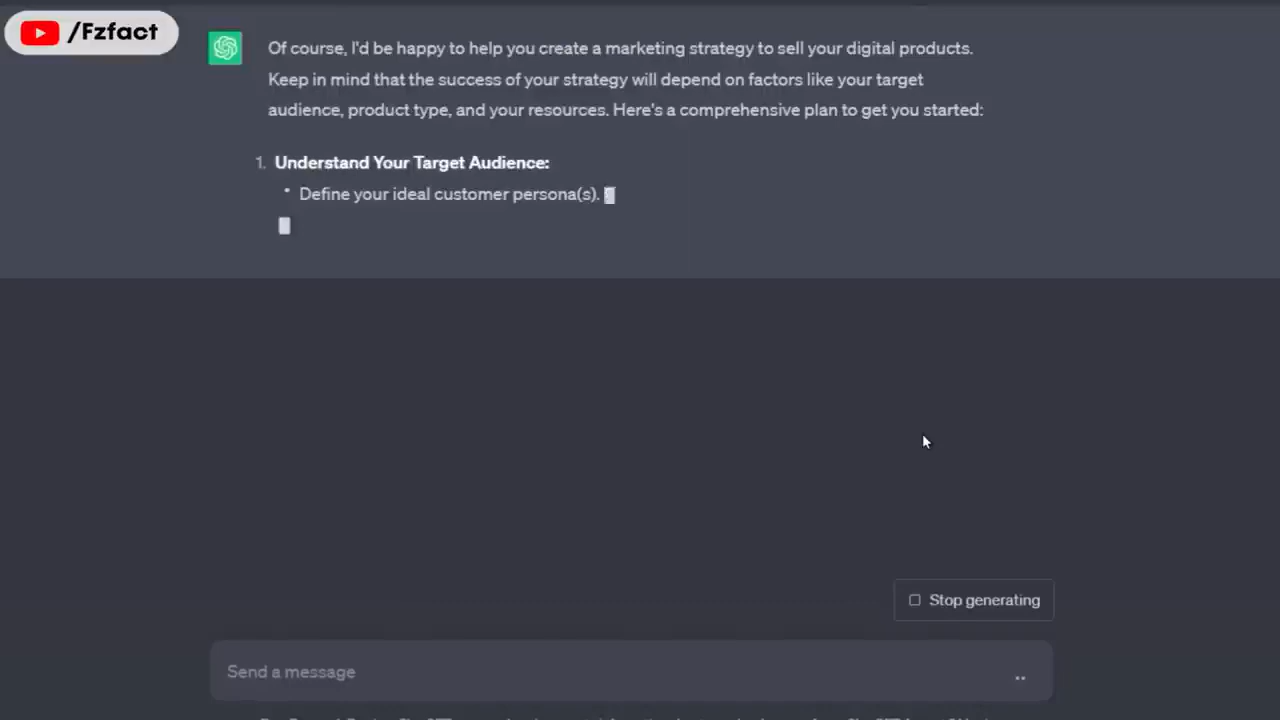 /Fzfact
Of course, I'd be happy to help you create a marketing strategy to sell your digital products.
Keep in mind that the success of your strategy will depend on factors like your target
audience, product type, and your resources. Here's a comprehensive plan to get you started:
1. Understand Your Target Audience:
• Define your ideal customer persona(s).
Stop generating
Send a message